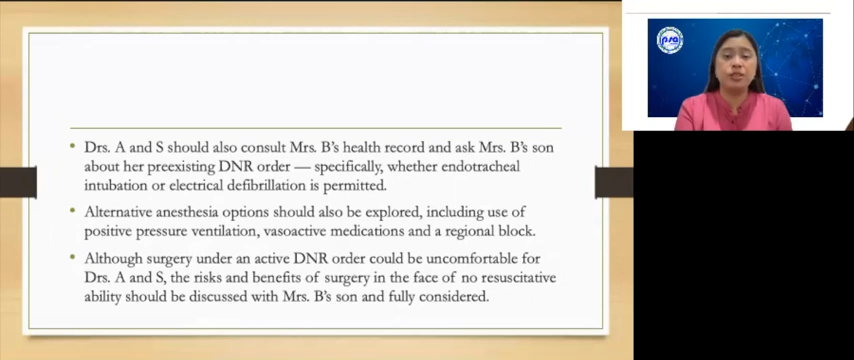 • Drs. A and S should also consult Mrs. B's health record and ask Mrs. B's son
about her preexisting DNR order — specifically, whether endotracheal
intubation or electrical defibrillation is permitted.
• Alternative anesthesia options should also be explored, including use of
positive pressure ventilation, vasoactive medications and a regional block.
• Although surgery under an active DNR order could be uncomfortable for
Drs. A and S, the risks and benefits of surgery in the face of no resuscitative
ability should be discussed with Mrs. B's son and fully considered.
psa